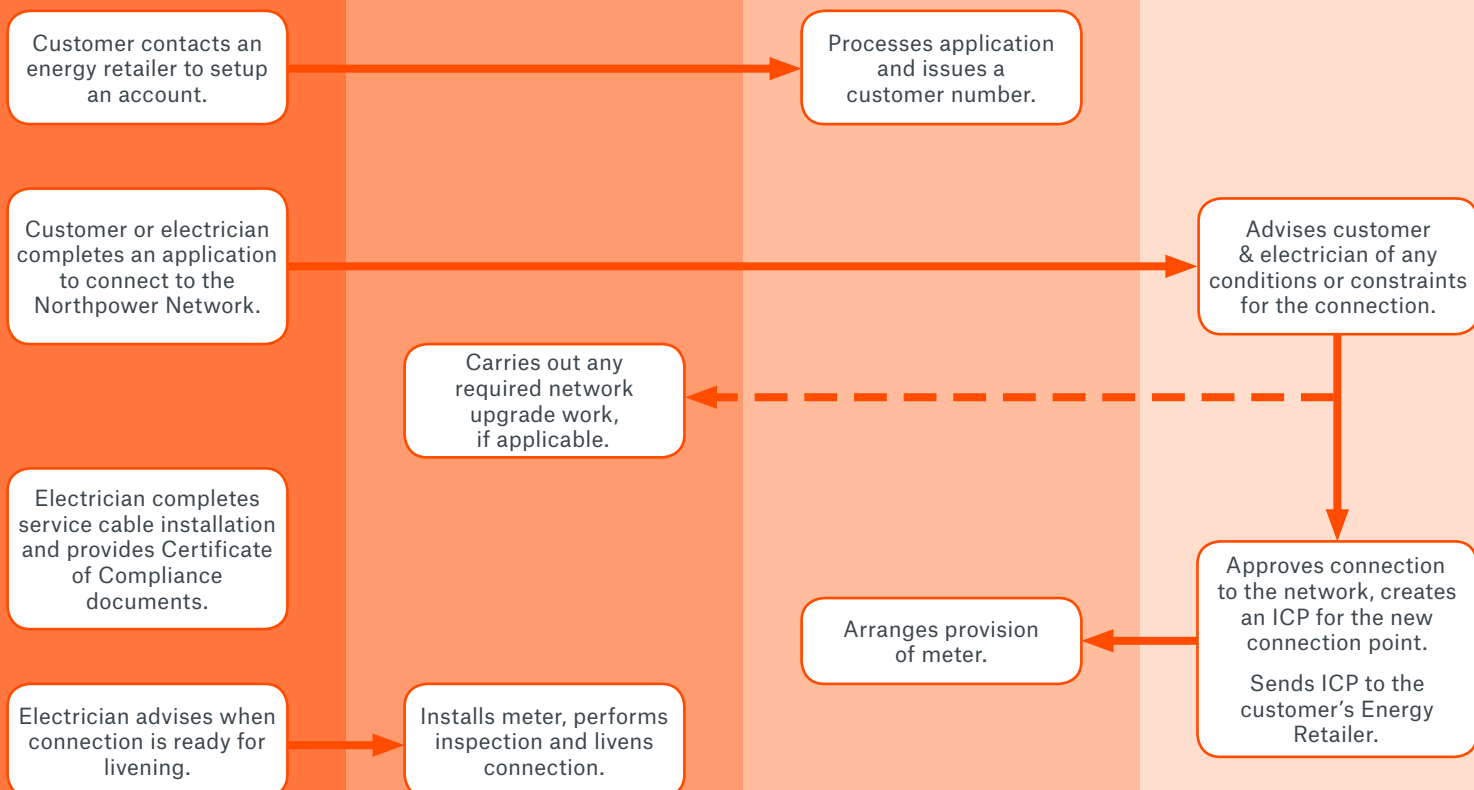 Customer contacts an
energy retailer to setup
an account.
Processes application
and issues a
customer number.
Customer or electrician
completes an application
to connect to the
Northpower Network.
Advises customer
& electrician of any
conditions or constraints
for the connection.
Carries out any
required network
upgrade work,
if applicable.
Electrician completes
service cable installation
and provides Certificate
of Compliance
documents.
Approves connection
to the network, creates
an ICP for the new
connection point.
Sends ICP to the
customer’s Energy
Retailer.
Arranges provision
of meter.
Electrician advises when
connection is ready for
livening.
Installs meter, performs
inspection and livens
connection.